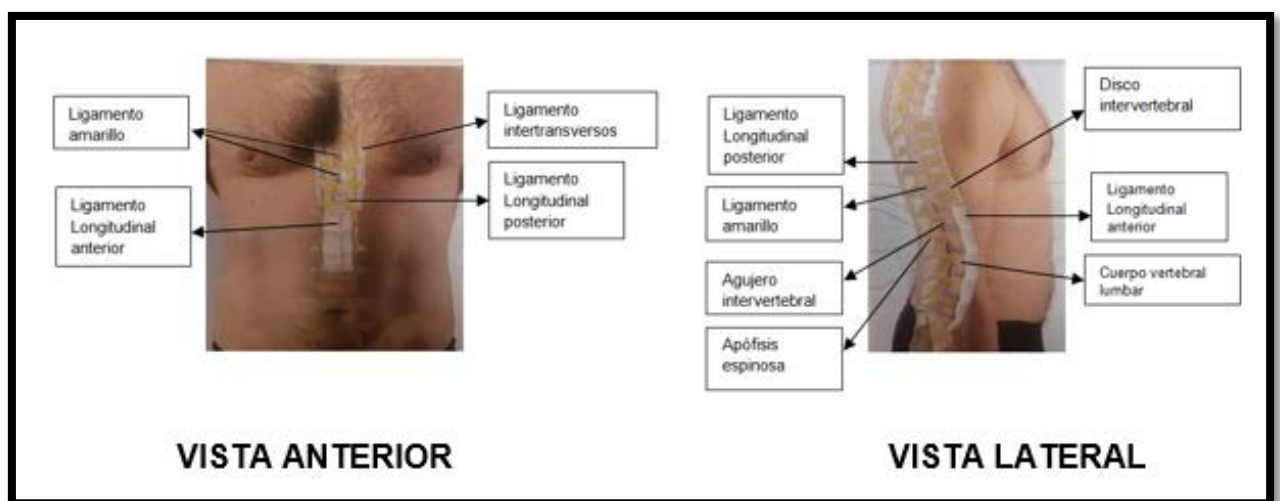 Ligamento
amarillo
Ligamento
Longitudinal
anterior
Ligamento
intertransversos
Ligamento
Longitudinal
posterior
VISTA ANTERIOR
Ligamento
Longitudinal
posterior
Ligamento
amarillo
Agujero
intervertebral
Apófisis
espinosa
Disco
intervertebral
Ligamento
Longitudinal
anterior
Cuerpo vertebral
lumbar
VISTA LATERAL